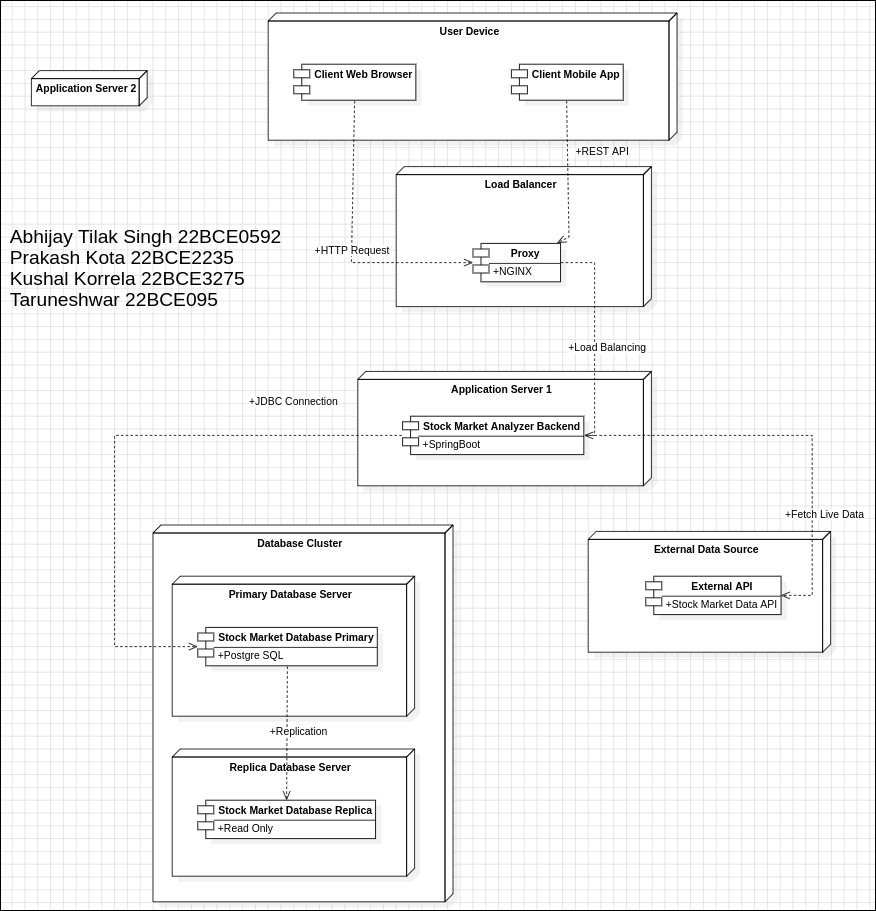 User Device
Client Web Browser
Client Mobile App
Application Server 2
+REST API
Load Balancer
Abhijay Tilak Singh 22BCE0592
Prakash Kota 22BCE2235
Kushal Korrela 22BCE3275
Taruneshwar 22BCE095
+HTTP Request
Proxy
+NGINX
+Load Balancing
Application Server 1
+JDBC Connection
Stock Market Analyzer Backend
+SpringBoot
+Fetch Live Data
Database Cluster
External Data Source
Primary Database Server
External API
+Stock Market Data API
Stock Market Database Primary
+Postgre SQL
+Replication
Replica Database Server
Stock Market Database Replica
+Read Only